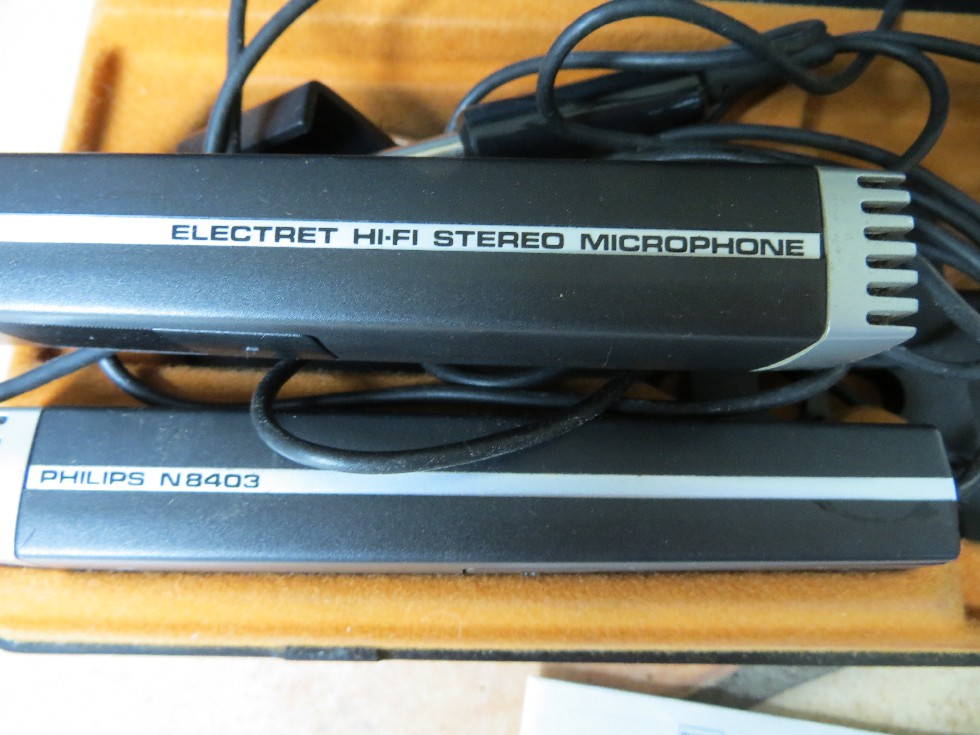 ELECTRET HI-FI STEREO MICROPHONE
PHILIPS N8403